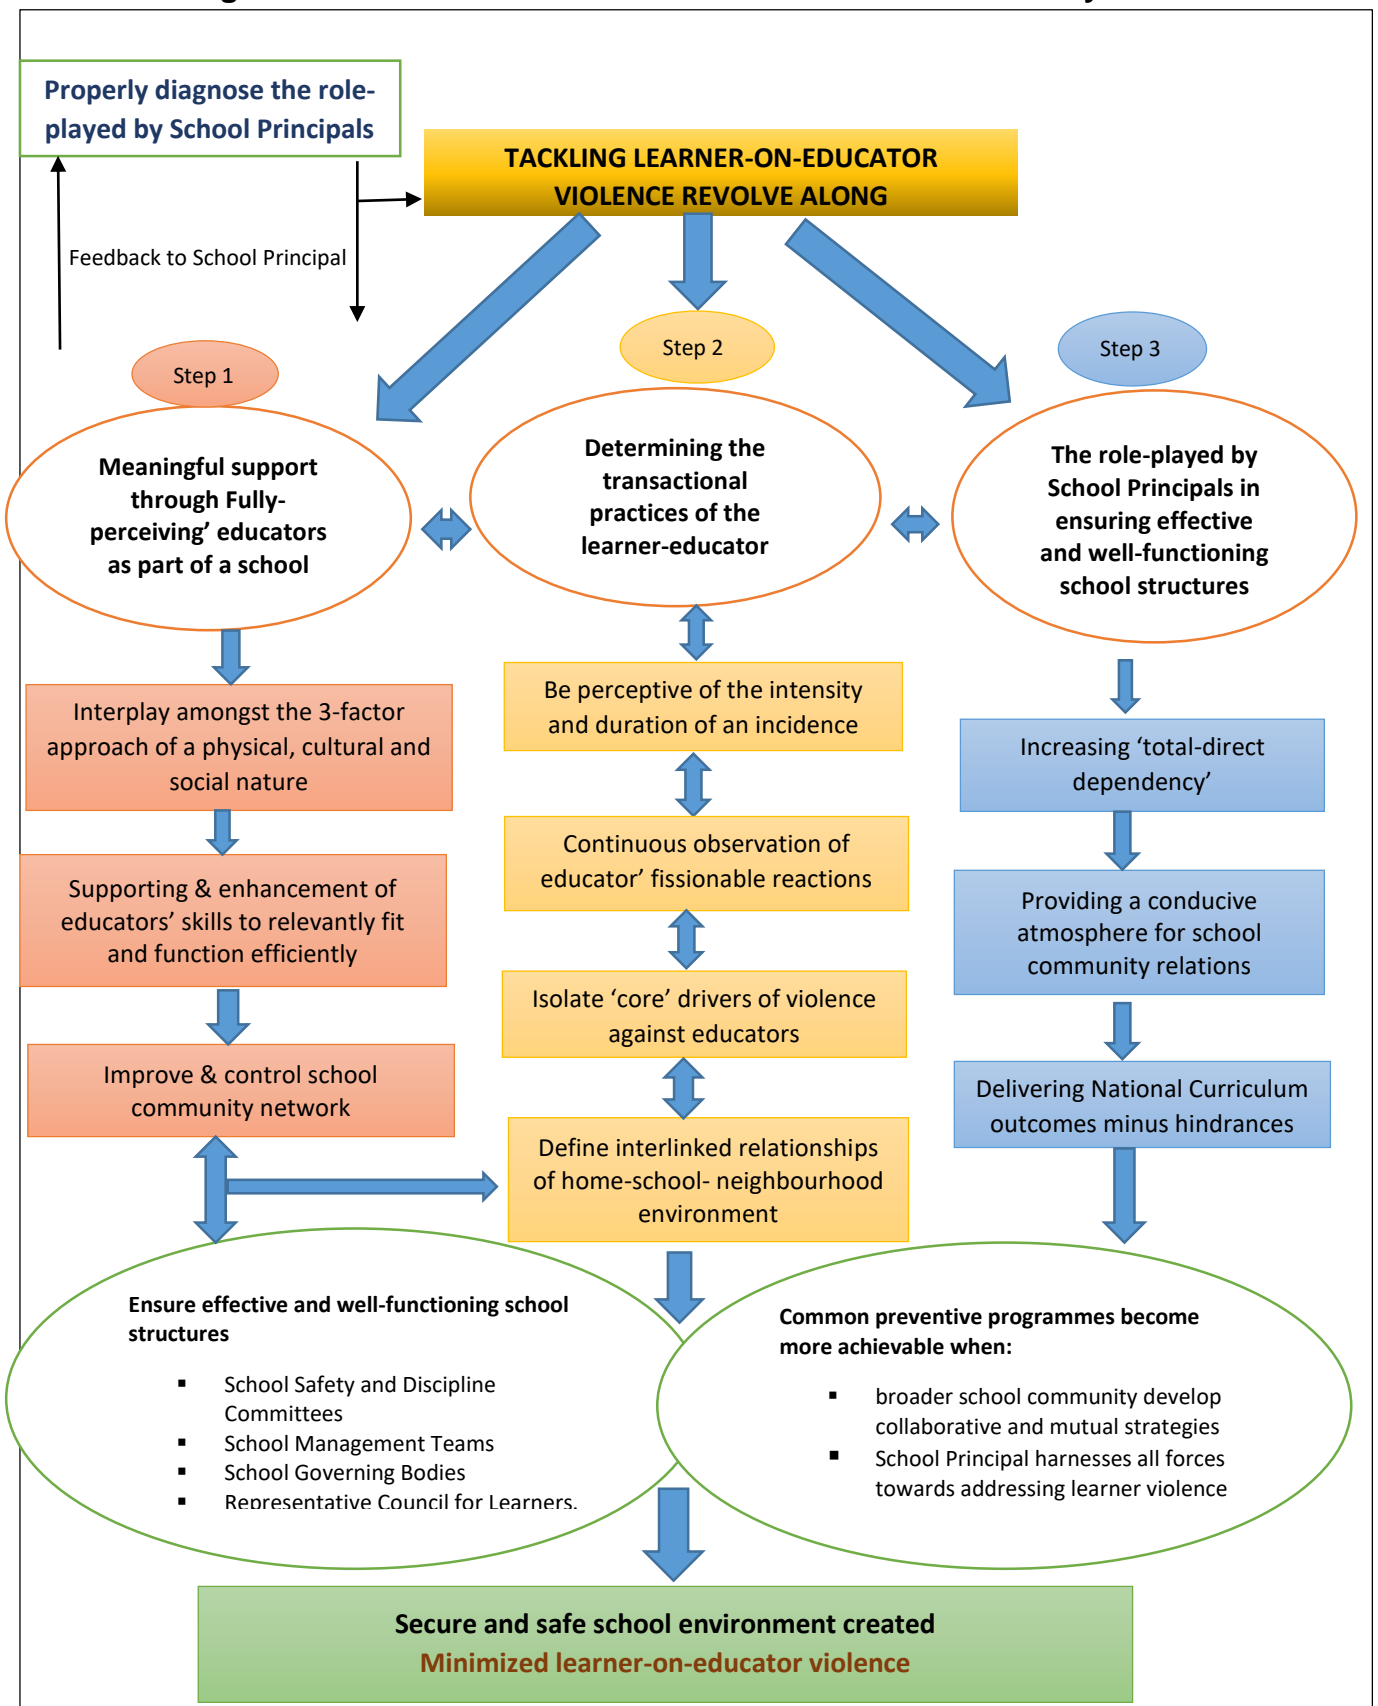 Properly diagnose the role-
played by School Principals
TACKLING LEARNER-ON-EDUCATOR
VIOLENCE REVOLVE ALONG
Feedback to School Principal
Step 1
Step 2
Step 3
Meaningful support
through Fully-
perceiving’ educators
as part of a school
Determining the
transactional
practices of the
learner-educator
The role-played by
School Principals in
ensuring effective
and well-functioning
school structures
Interplay amongst the 3-factor
approach of a physical, cultural and
social nature
Supporting & enhancement of
educators’ skills to relevantly fit
and function efficiently
Improve & control school
community network
Be perceptive of the intensity
and duration of an incidence
Continuous observation of
educator’ fissionable reactions
Isolate ‘core’ drivers of violence
against educators
Define interlinked relationships
of home-school- neighbourhood
environment
Increasing ‘total-direct
dependency’
Providing a conducive
atmosphere for school
community relations
Delivering National Curriculum
outcomes minus hindrances
Ensure effective and well-functioning school
structures
▪ School Safety and Discipline
Committees
▪ School Management Teams
▪ School Governing Bodies
▪ Representative Council for Learners.
Common preventive programmes become
more achievable when:
▪ broader school community develop
collaborative and mutual strategies
▪ School Principal harnesses all forces
towards addressing learner violence
Secure and safe school environment created
Minimized learner-on-educator violence